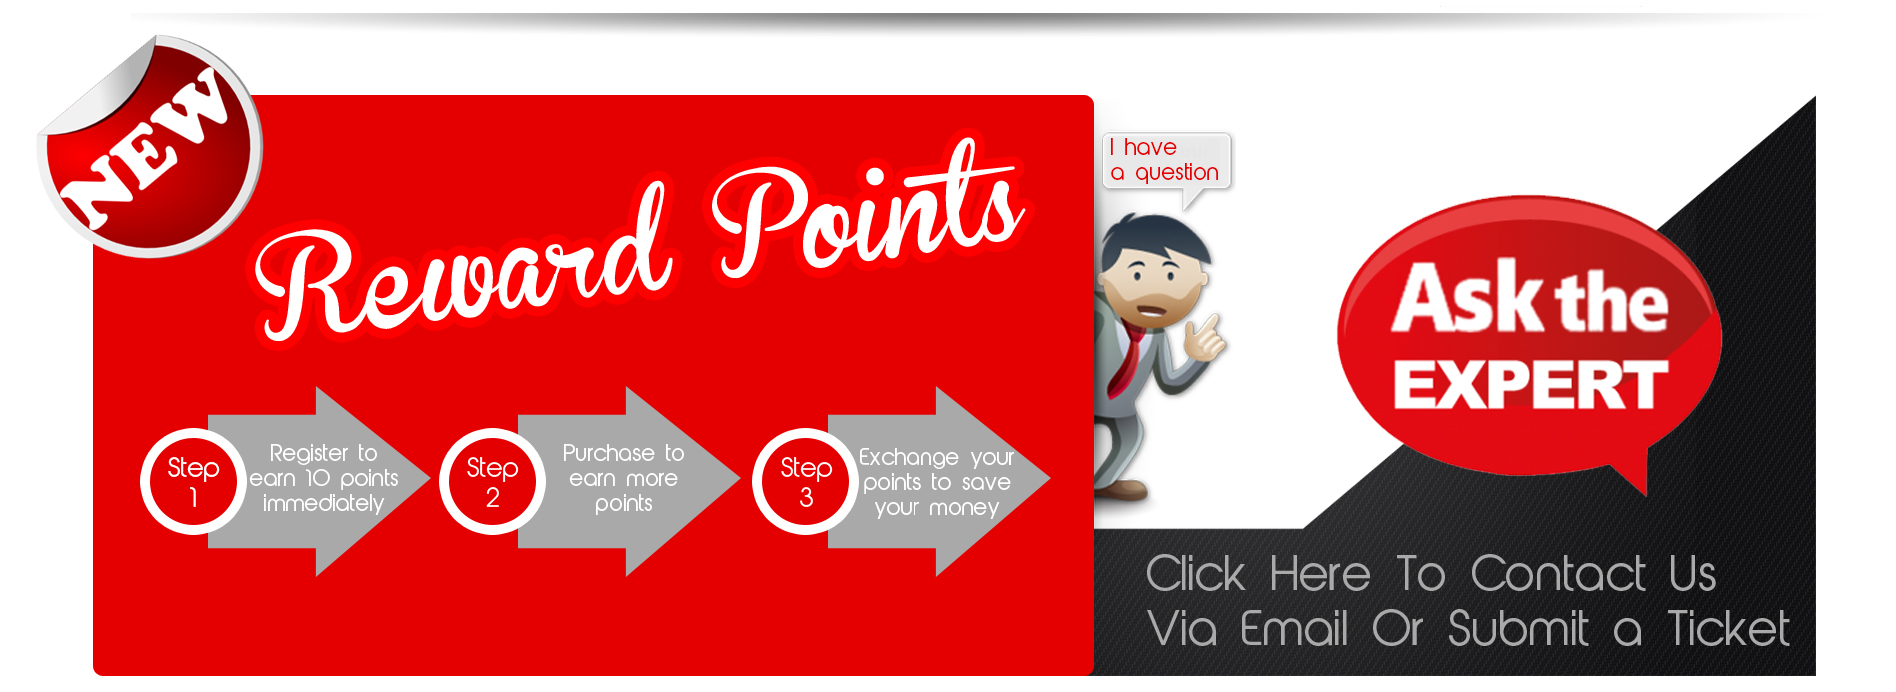 NEW
Reward Points
Step
1
Register to
earn 10 points
immediately
Step
2
Purchase to
earn more
points
Step
3
Exchange your
points to save
your money
I have
a question
Ask the
EXPERT
Click Here To Contact Us
Via Email Or Submit a Ticket